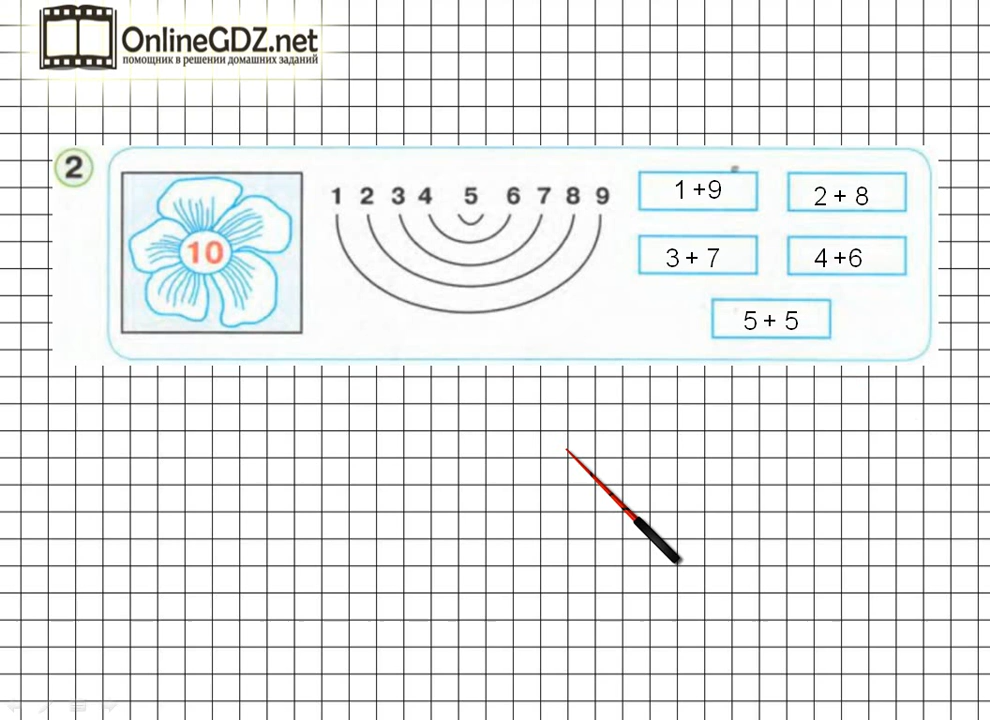 OnlineGDZ.net
помощник в решении домашних заданий
2
10
1 2 3 4 5 6 7 8 9
1 +9
2 + 8
3 + 7
4 +6
5 + 5